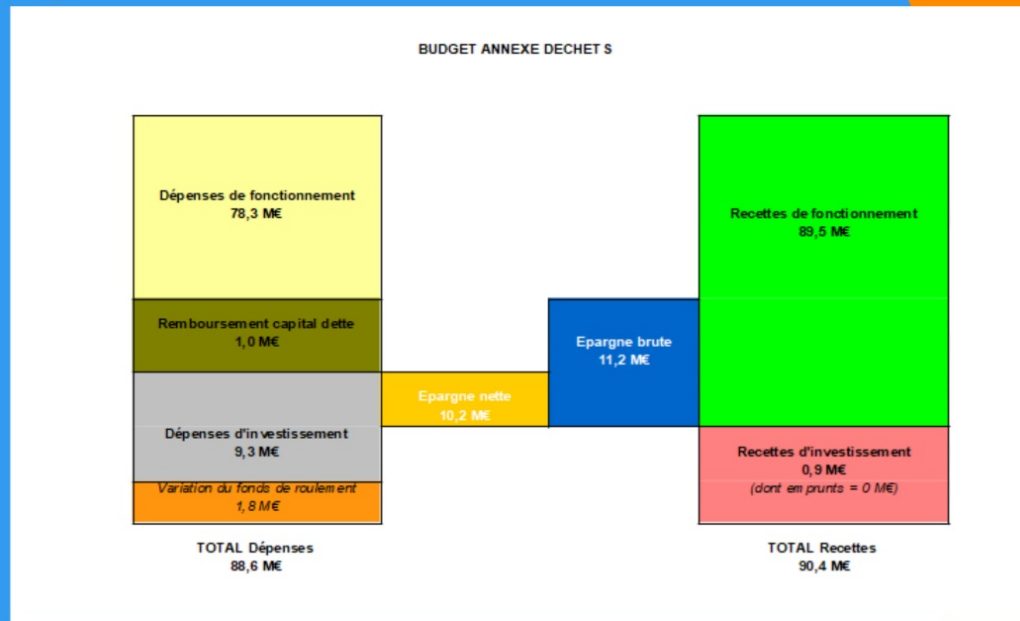 BUDGET ANNEXE DECHET S
Dépenses de fonctionnement
78,3 M€
Remboursement capital dette
1,0 M€
Dépenses d'investissement
9,3 M€
Variation du fonds de roulement
1,8 M€
TOTAL Dépenses
88,6 M€
Epargne nette
10,2 M€
Epargne brute
11,2 M€
Recettes de fonctionnement
89,5 M€
Recettes d'investissement
0,9 M€
(dont emprunts = 0 M€)
TOTAL Recettes
90,4 M€